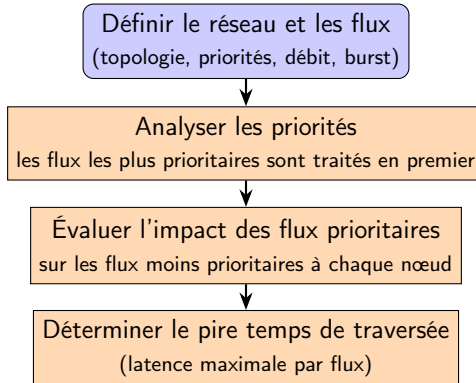 Définir le réseau et les flux
(topologie, priorités, débit, burst)
Analyser les priorités
les flux les plus prioritaires sont traités en premier
Évaluer l'impact des flux prioritaires
sur les flux moins prioritaires à chaque nœud
Déterminer le pire temps de traversée
(latence maximale par flux)